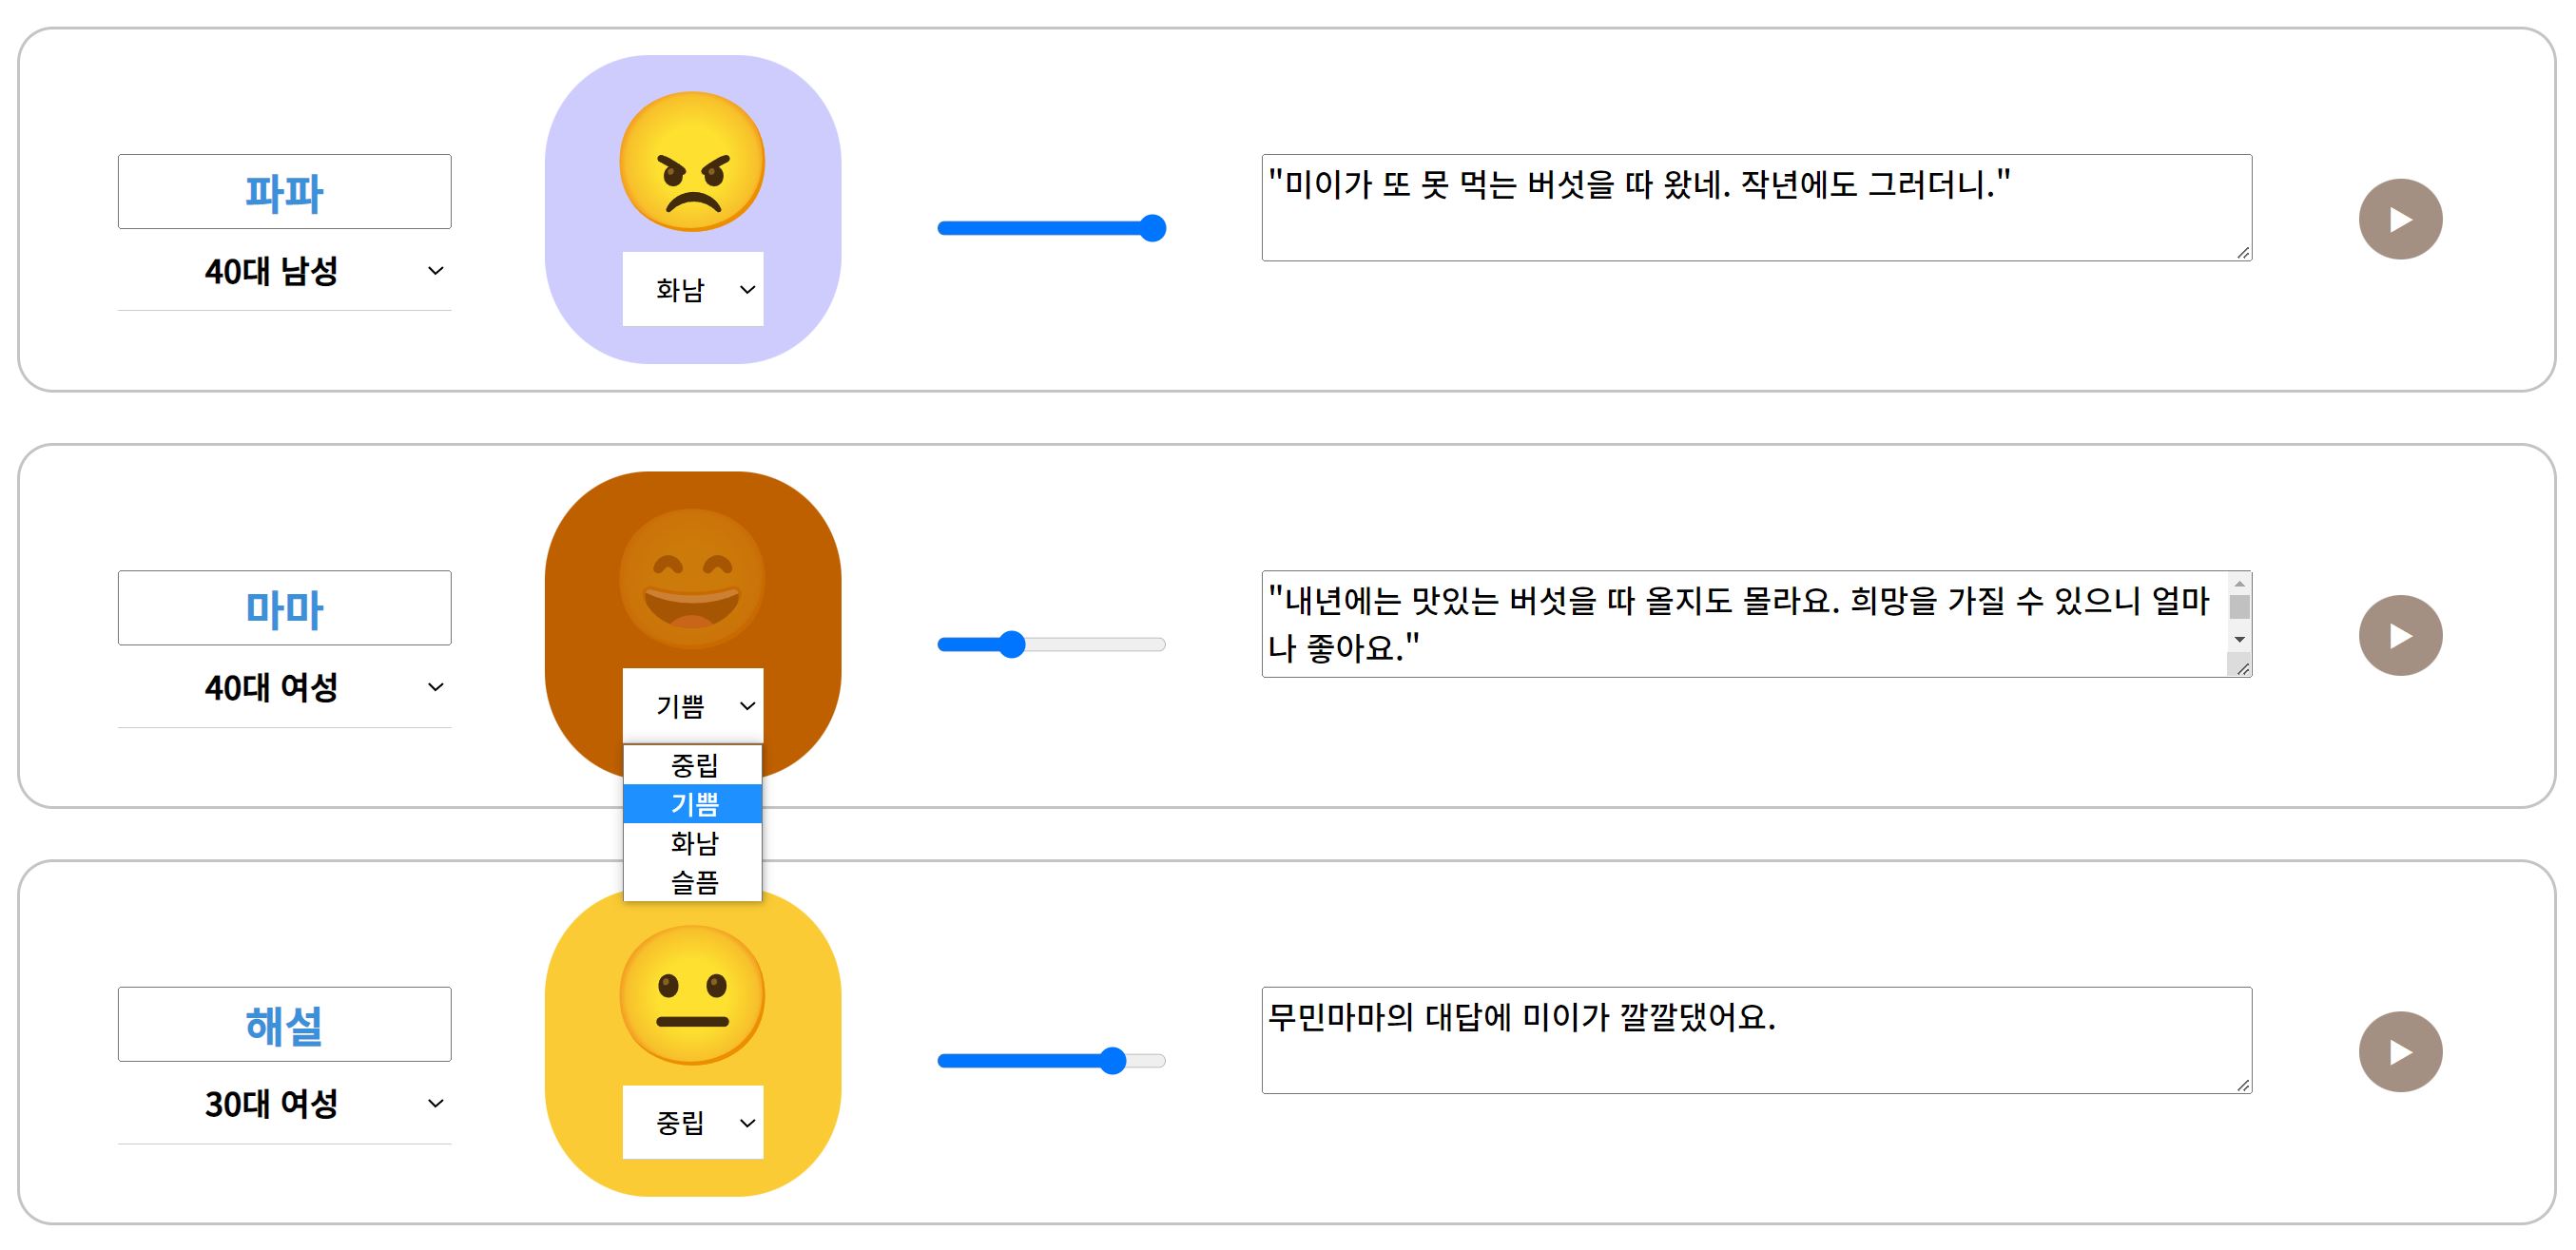 파파
40대 남성
화남
"미이가 또 못 먹는 버섯을 따 왔네. 작년에도 그러더니."
마마
40대 여성
기쁨
중립
기쁨
화남
슬픔
"내년에는 맛있는 버섯을 따 올지도 몰라요. 희망을 가질 수 있으니 얼마
나 좋아요."
해설
30대 여성
중립
무민마마의 대답에 미이가 깔깔댔어요.